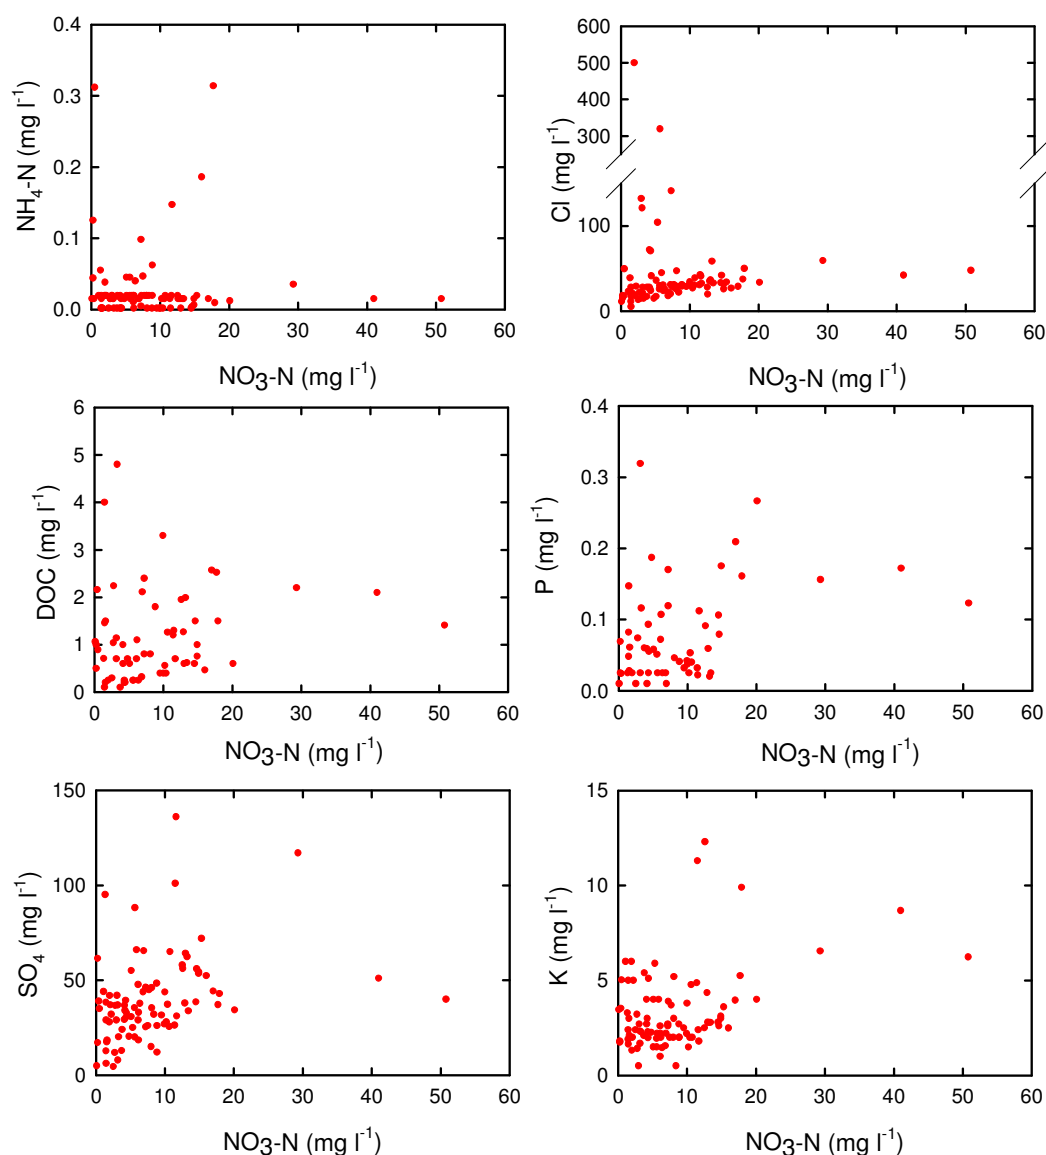 0.4
0.3
0.2
0.1
0.0
NH4-N (mg l-1)
0 10 20 30 40 50 60
NO3-N (mg l-1)
600
500
400
300
100
0
Cl (mg l-1)
0 10 20 30 40 50 60
NO3-N (mg l-1)
6
5
4
3
2
1
0
DOC (mg l-1)
0 10 20 30 40 50 60
NO3-N (mg l-1)
0.4
0.3
0.2
0.1
0.0
P (mg l-1)
0 10 20 30 40 50 60
NO3-N (mg l-1)
150
100
50
0
SO4 (mg l-1)
0 10 20 30 40 50 60
NO3-N (mg l-1)
15
10
5
0
K (mg l-1)
0 10 20 30 40 50 60
NO3-N (mg l-1)